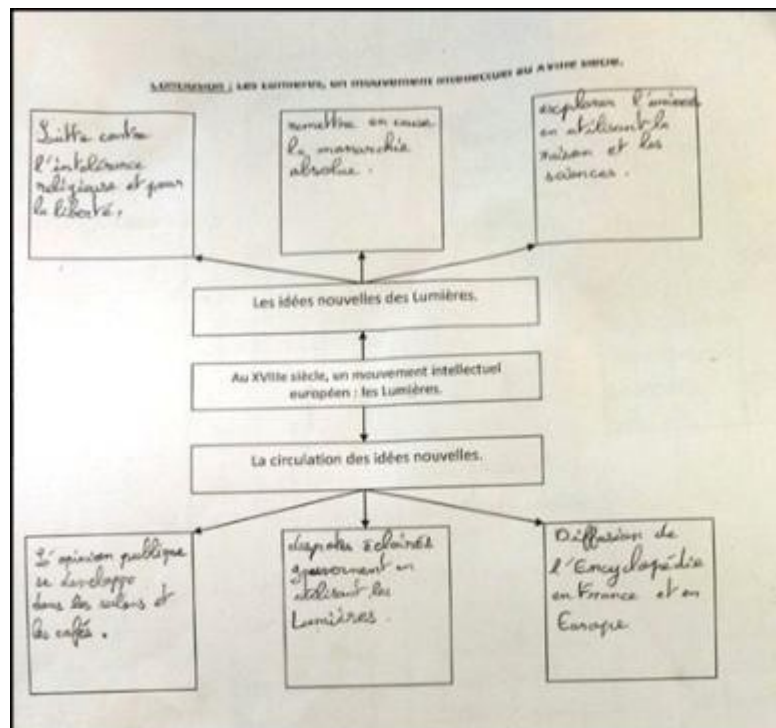 Conclusion : Les Lumières, un mouvement intellectuel au XVIIIe siècle.
Lutte contre
l'intolérance
religieuse et pour
la liberté.
remettre en cause
la monarchie
absolue.
explorer
en utilisant la
raison et les
sciences.
Les idées nouvelles des Lumières.
Au XVIIIe siècle, un mouvement intellectuel
européen : les Lumières.
La circulation des idées nouvelles.
L'opinion publique
se développe
dans les salons et
les cafés.
despotes éclairés
gouvernent en
utilisant les
Lumières.
Diffusion de
l'Encyclopédie
en France et en
Europe